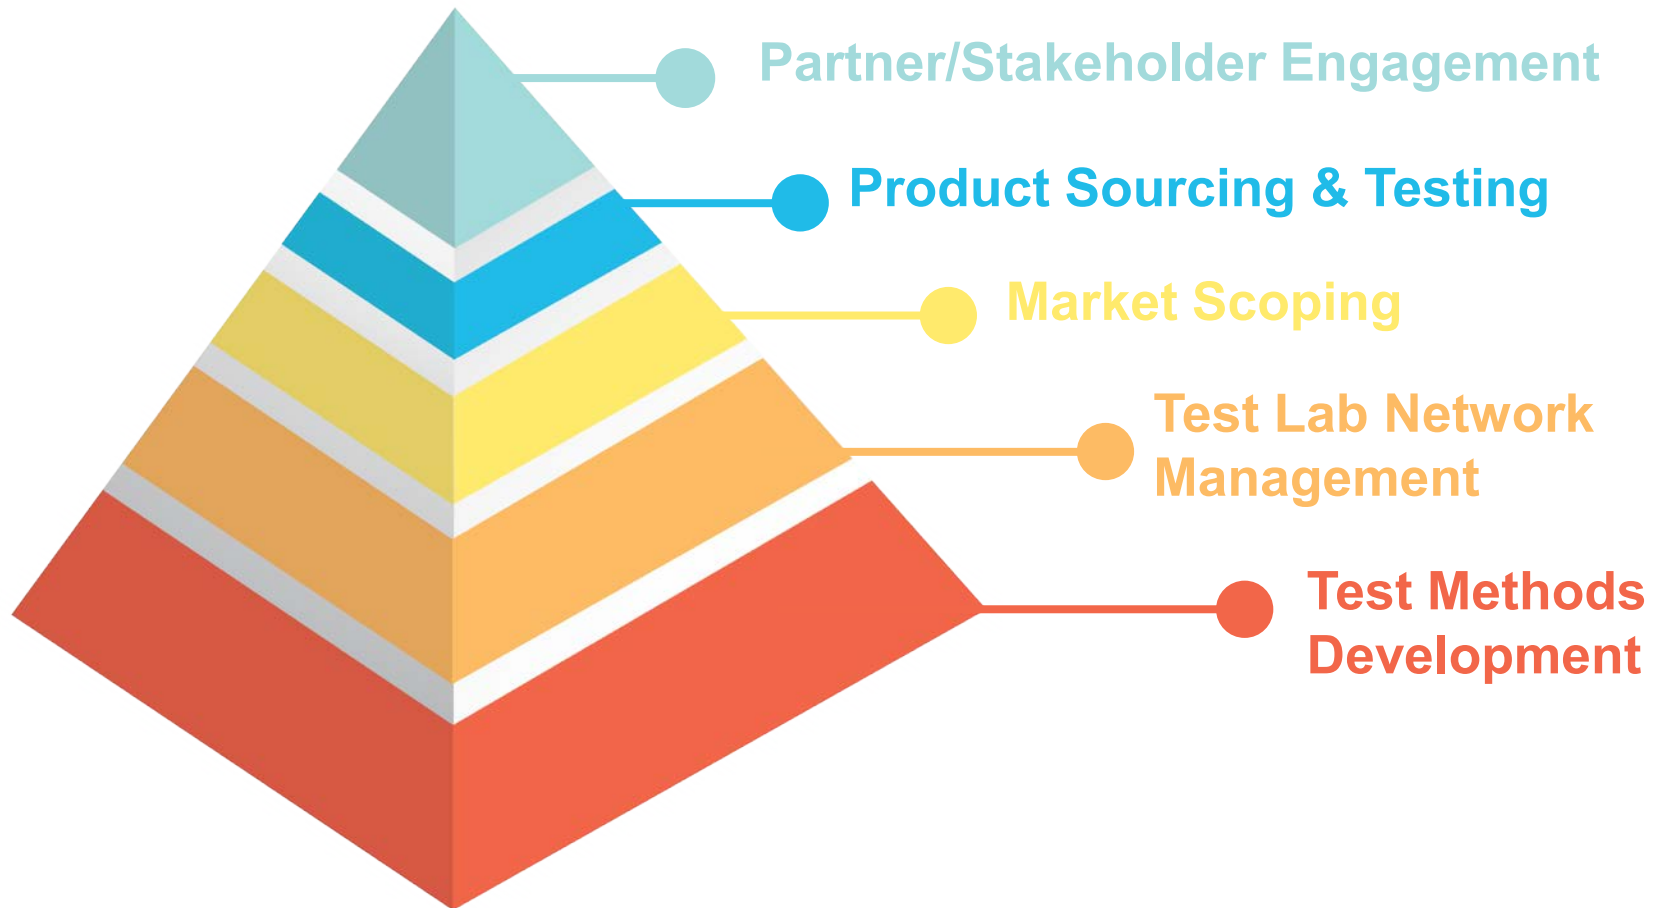 Partner/Stakeholder Engagement
Product Sourcing & Testing
Market Scoping
Test Lab Network
Management
Test Methods
Development